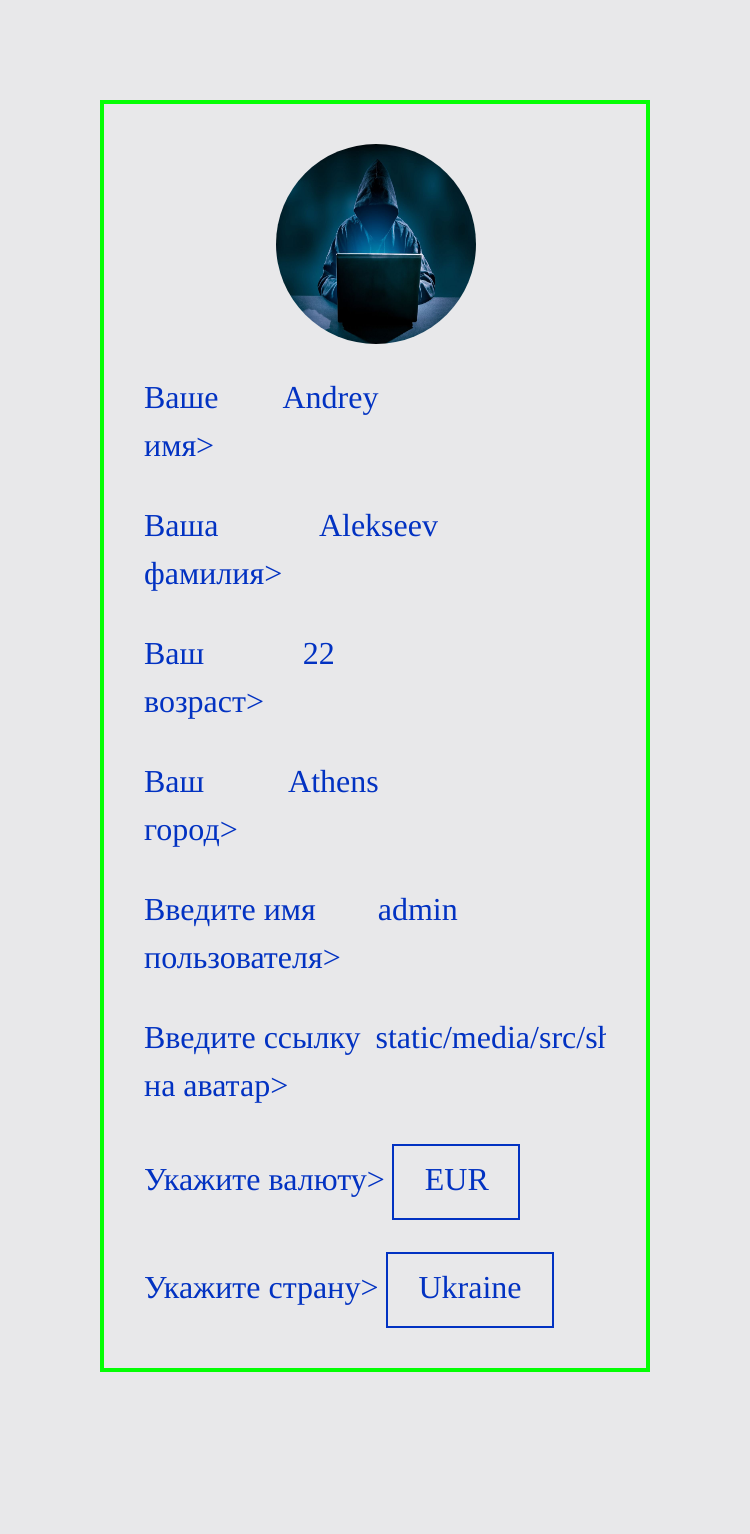 Ваше Andrey
имя>
Ваша Alekseev
фамилия>
Ваш 22
возраст>
Ваш Athens
город>
Введите имя admin
пользователя>
Введите ссылку static/media/src/sh
на аватар>
Укажите валюту> EUR
Укажите страну> Ukraine